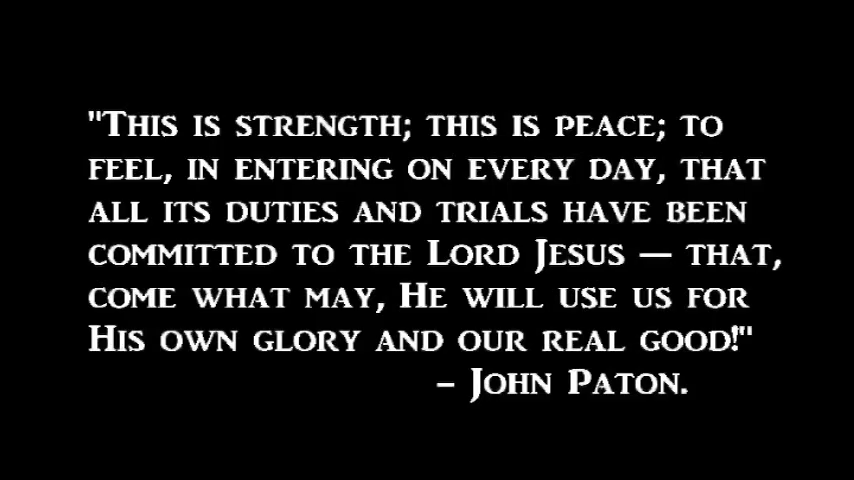 "This is strength; this is peace; to
feel, in entering on every day, that
all its duties and trials have been
committed to the Lord Jesus — that,
come what may, He will use us for
His own glory and our real good!"
– John Paton.